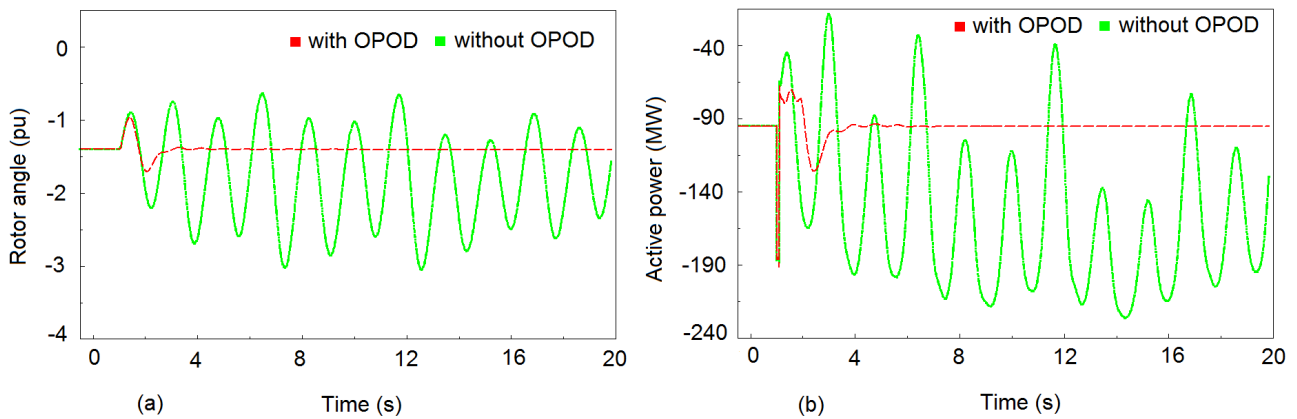 with OPOD without OPOD
Rotor angle (pu)
0
-1
-2
-3
-4
0 4 8 12 16 20
(a) Time (s)
with OPOD without OPOD
Active power (MW)
-40
-90
-140
-190
-240
0 4 8 12 16 20
(b) Time (s)